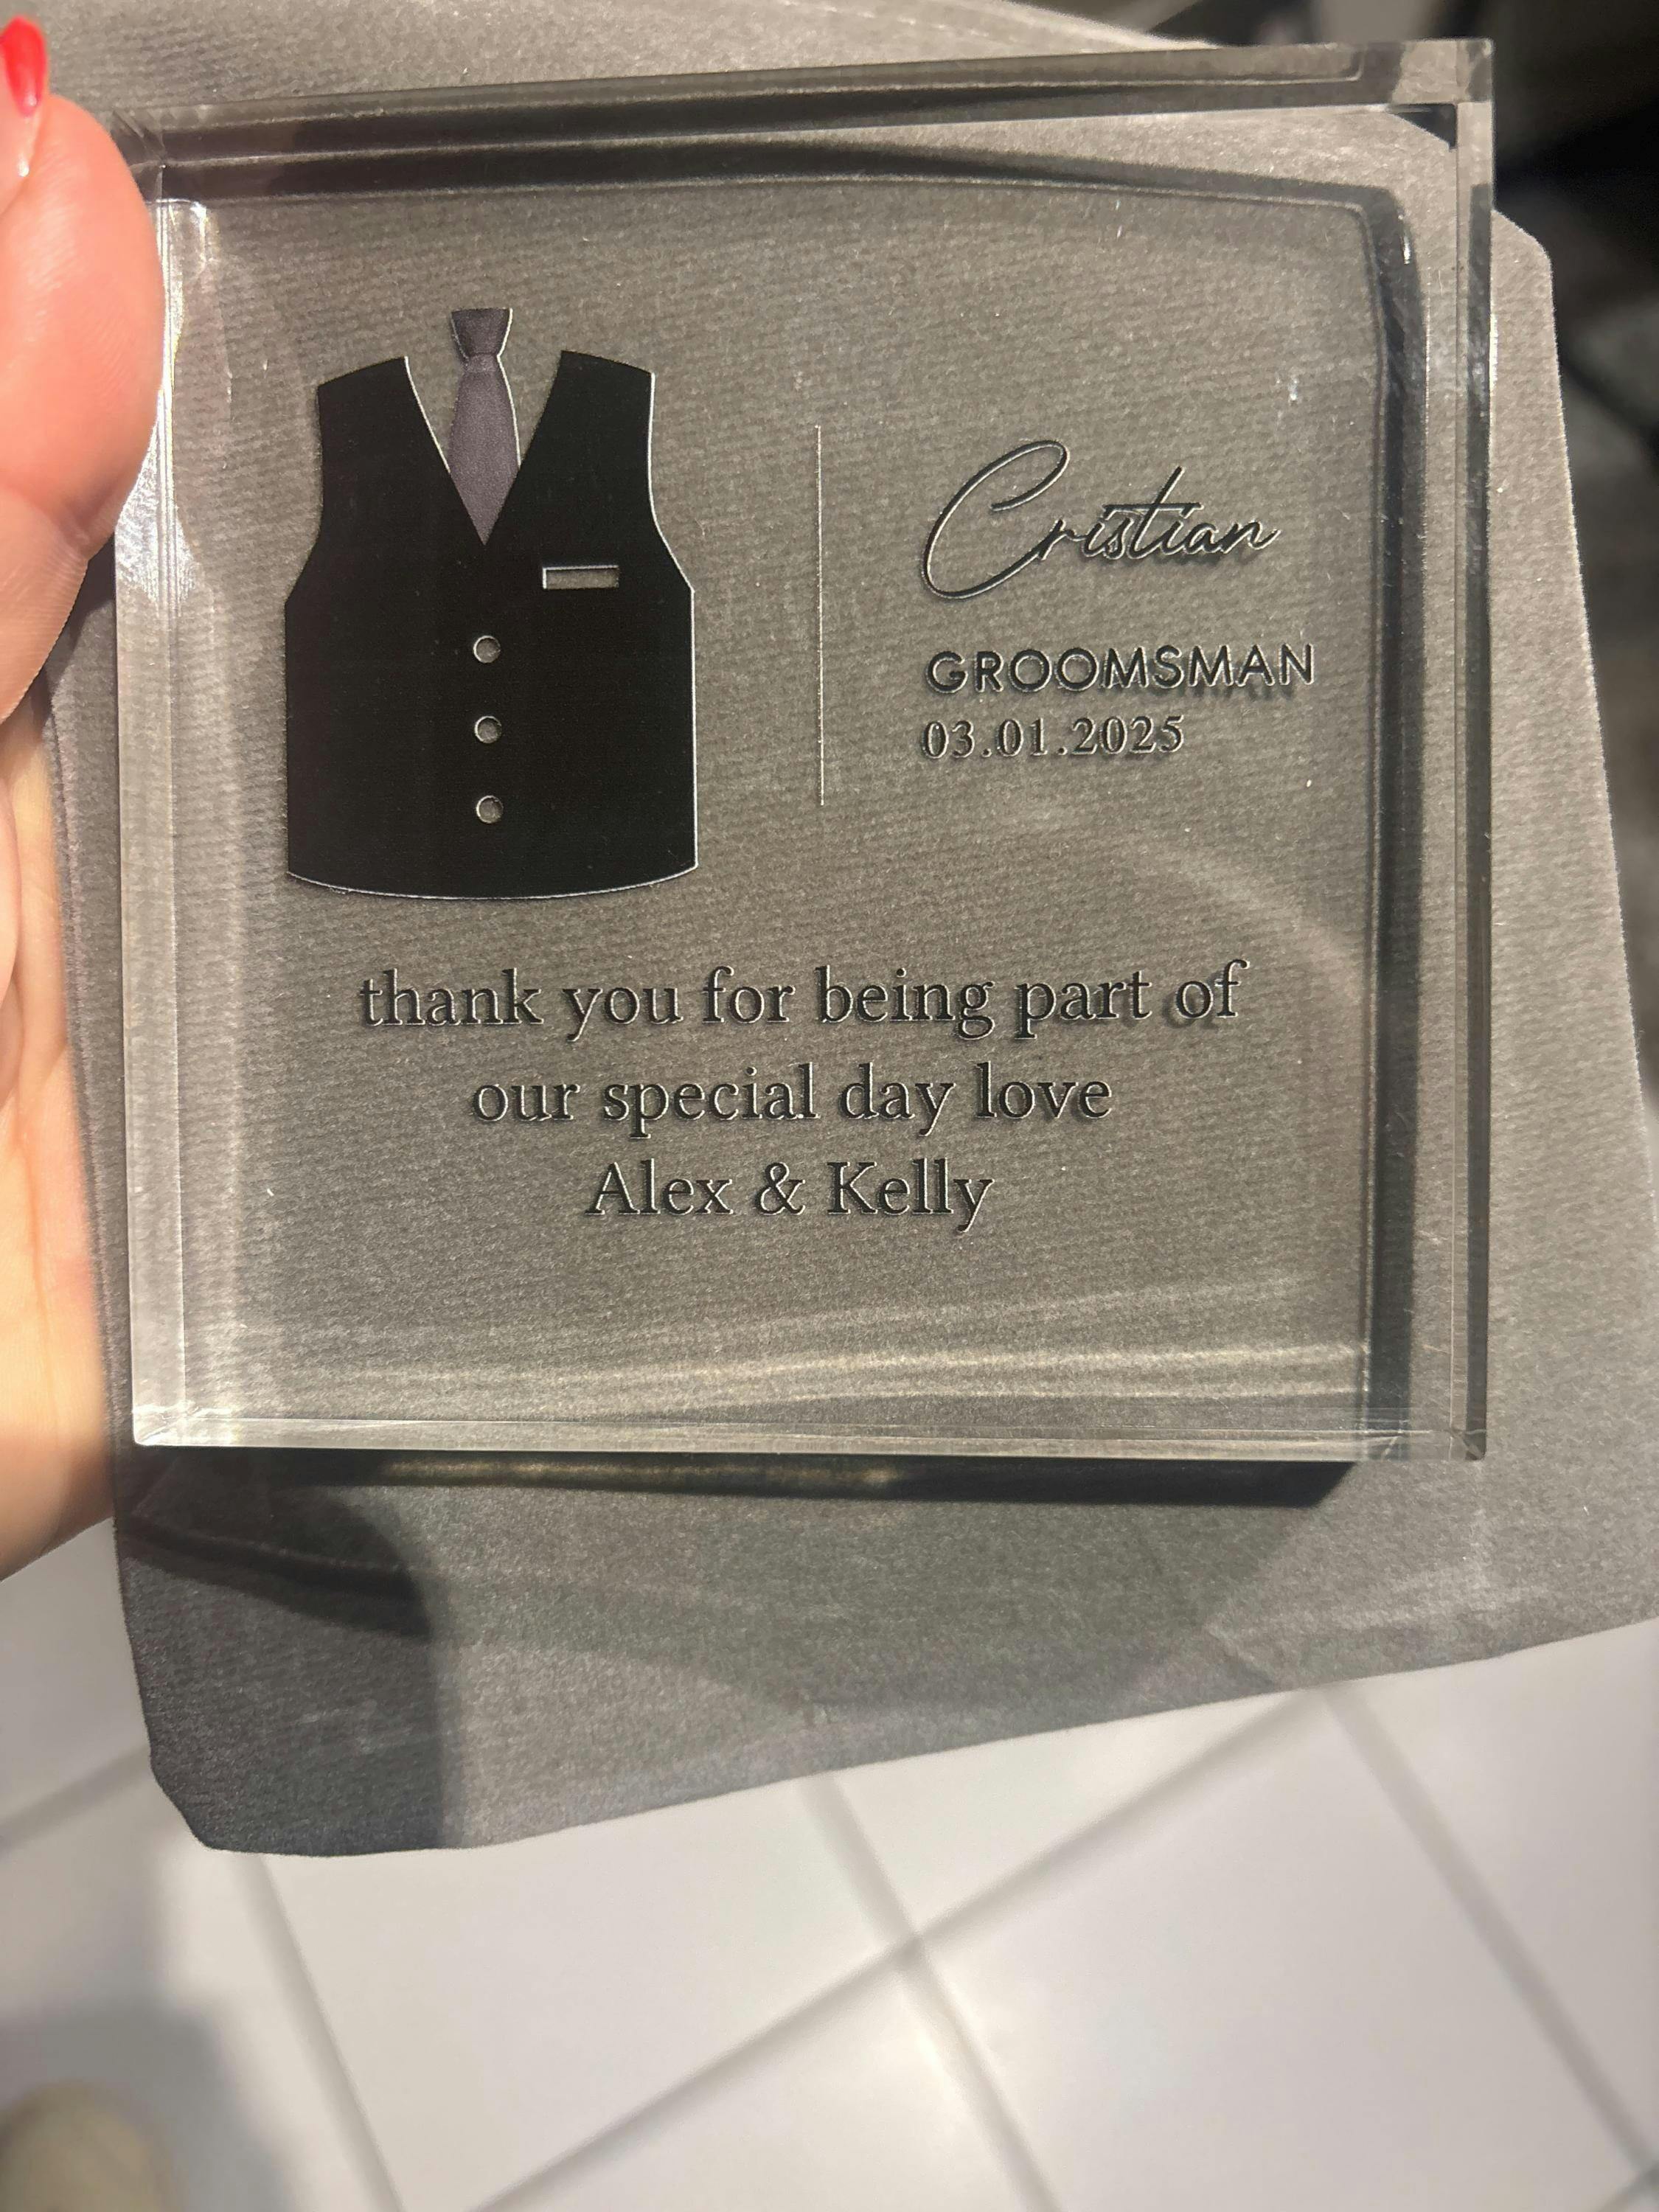 Cristian
GROOMSMAN
03.01.2025
thank you for being part of
our special day love
Alex & Kelly